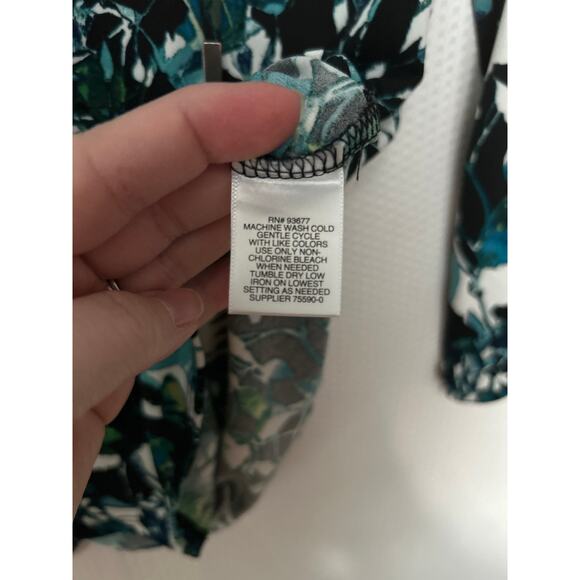 RN# 93677
MACHINE WASH COLD
GENTLE CYCLE
WITH LIKE COLORS
USE ONLY NON-
CHLORINE BLEACH
WHEN NEEDED
TUMBLE DRY LOW
IRON ON LOWEST
SETTING AS NEEDED
SUPPLIER 75590-0